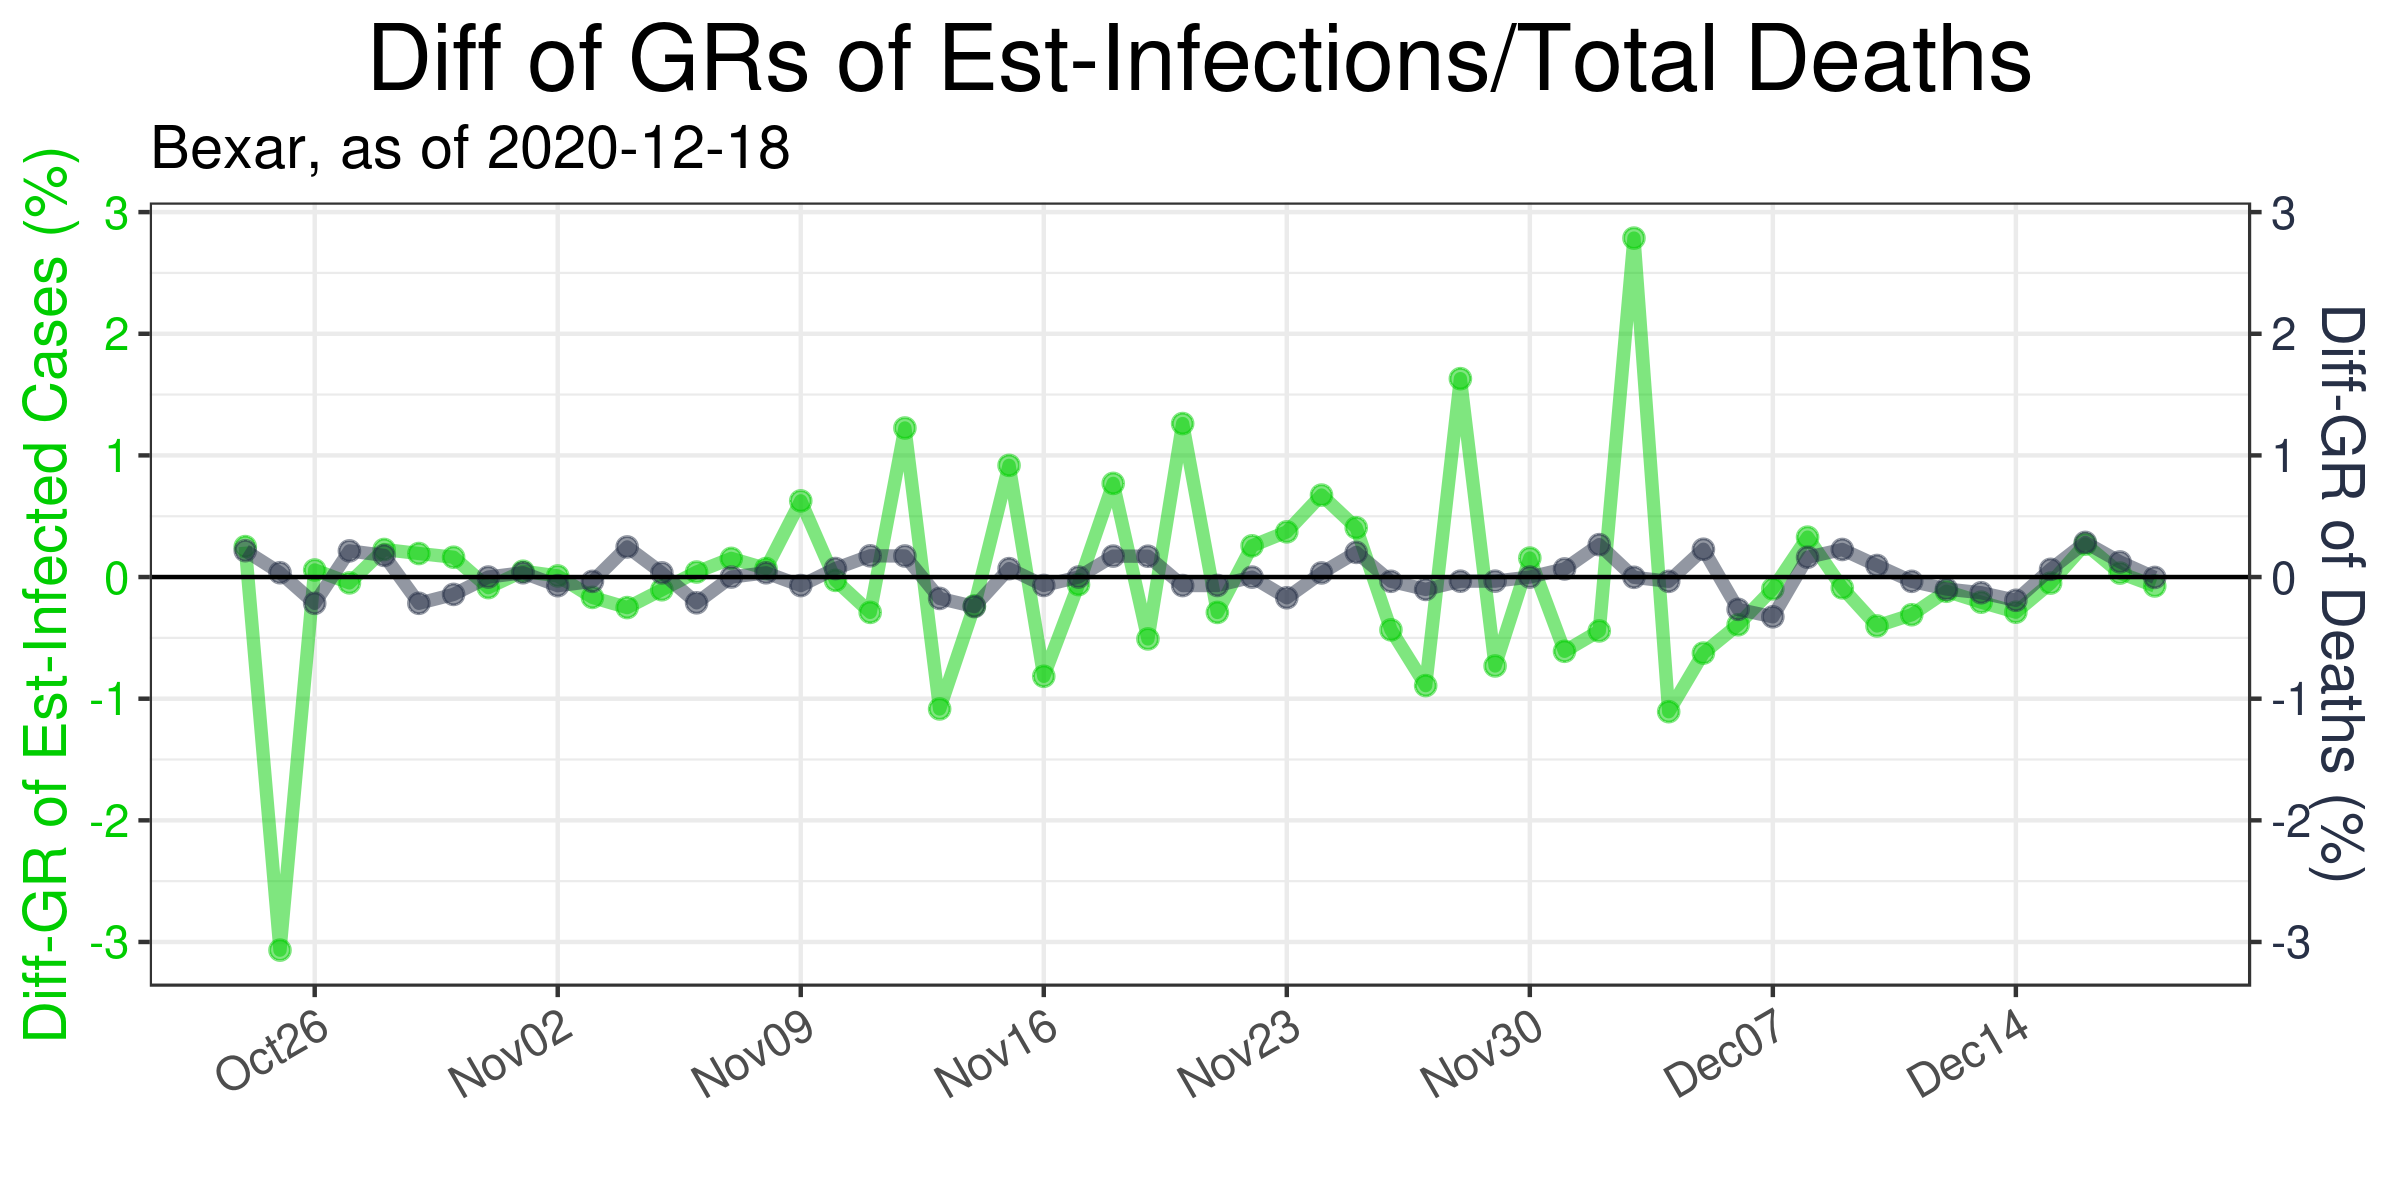 Diff of GRs of Est-Infections/Total Deaths
Bexar, as of 2020-12-18
Diff-GR of Est-Infected Cases (%)
3
2
1
0
-1
-2
-3
3
2
1
0
-1
-2
-3
Diff-GR of Deaths (%)
Oct26
Nov02
Nov09
Nov16
Nov23
Nov30
Dec07
Dec14